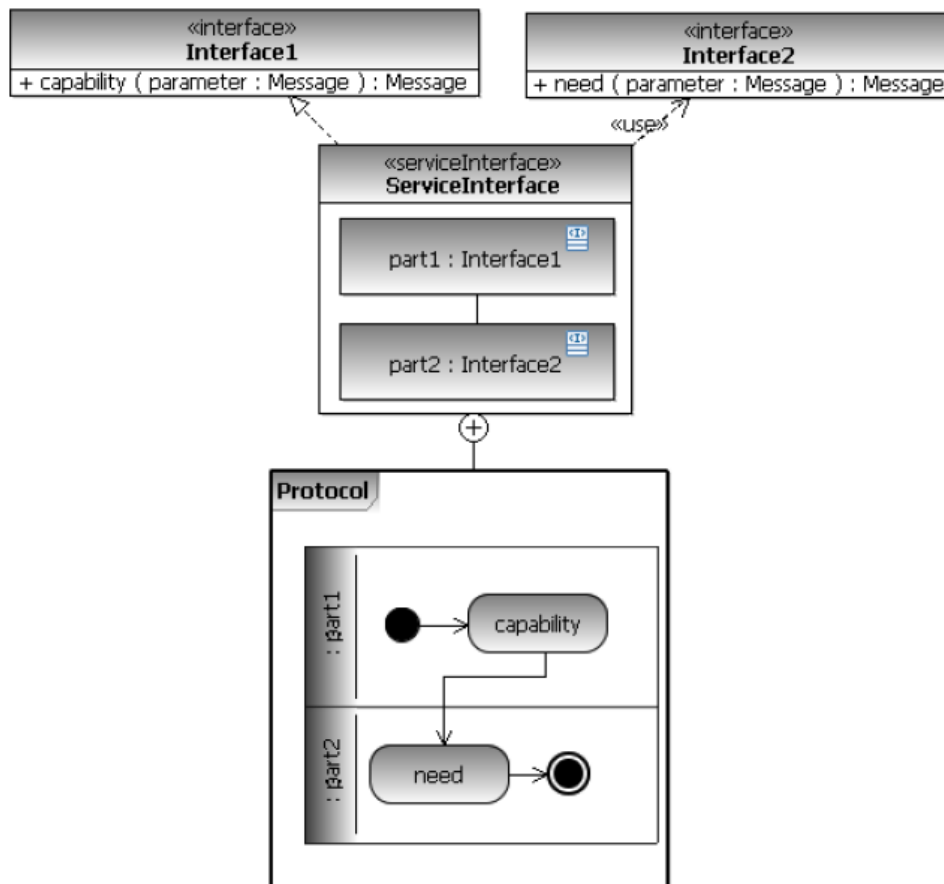 «interface»
Interface1
+ capability ( parameter : Message ) : Message
«interface»
Interface2
+ need ( parameter : Message ) : Message
«use»
«serviceInterface»
ServiceInterface
<I>
part1 : Interface1
<I>
part2 : Interface2
Protocol
: part1
capability
: part2
need